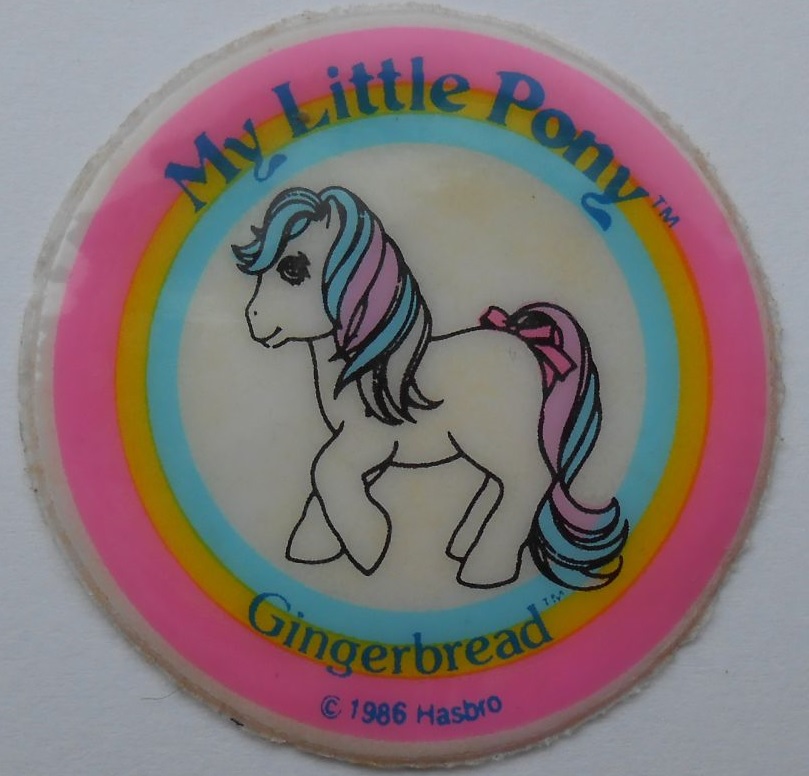 My Little Pony™
Gingerbread™
© 1986 Hasbro